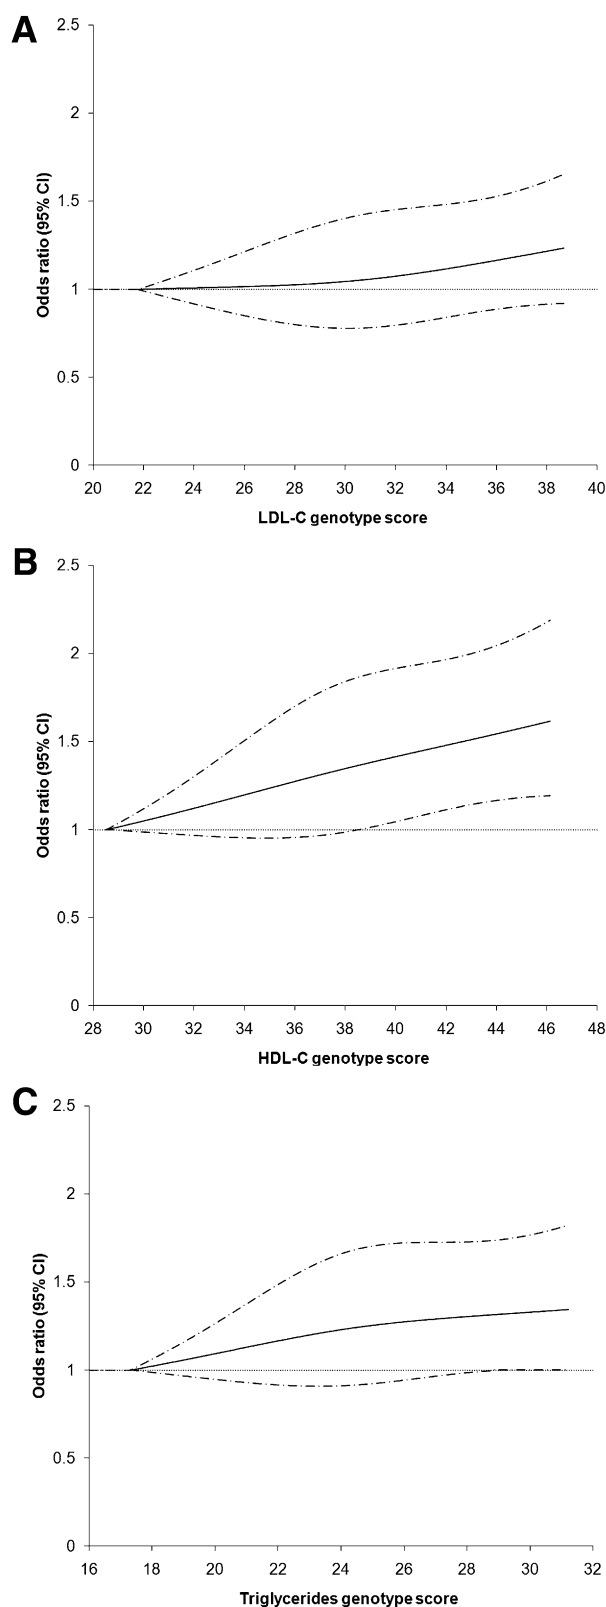 A
Odds ratio (95% CI)
2.5
2
1.5
1
0.5
0
20 22 24 26 28 30 32 34 36 38 40
LDL-C genotype score
B
Odds ratio (95% CI)
2.5
2
1.5
1
0.5
0
28 30 32 34 36 38 40 42 44 46 48
HDL-C genotype score
C
Odds ratio (95% CI)
2.5
2
1.5
1
0.5
0
16 18 20 22 24 26 28 30 32
Triglycerides genotype score